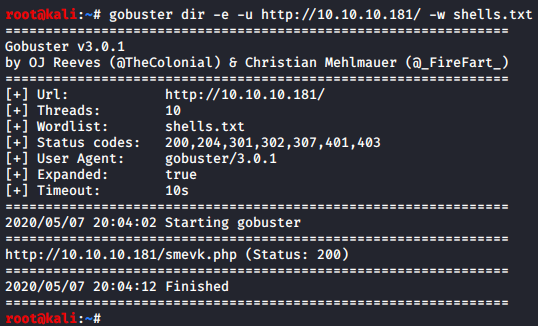 root@kali:~# gobuster dir -e -u http://10.10.10.181/ -w shells.txt
===============================================================
Gobuster v3.0.1
by OJ Reeves (@TheColonial) & Christian Mehlmauer (@_FireFart_)
===============================================================
[+] Url:            http://10.10.10.181/
[+] Threads:        10
[+] Wordlist:       shells.txt
[+] Status codes:   200,204,301,302,307,401,403
[+] User Agent:     gobuster/3.0.1
[+] Expanded:       true
[+] Timeout:        10s
===============================================================
2020/05/07 20:04:02 Starting gobuster
===============================================================
http://10.10.10.181/smevk.php (Status: 200)
===============================================================
2020/05/07 20:04:12 Finished
===============================================================
root@kali:~#